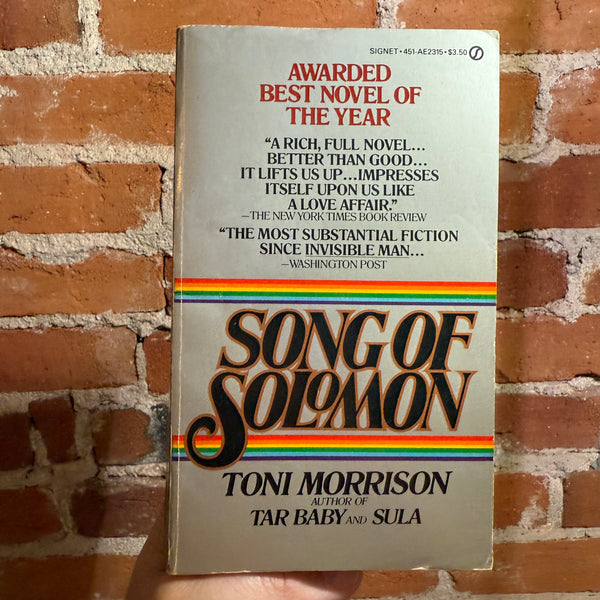 SIGNET • 451-AE2315 • $3.50
AWARDED
BEST NOVEL OF
THE YEAR
“A RICH, FULL NOVEL...
BETTER THAN GOOD...
IT LIFTS US UP...IMPRESSES
ITSELF UPON US LIKE
A LOVE AFFAIR.”
—THE NEW YORK TIMES BOOK REVIEW
“THE MOST SUBSTANTIAL FICTION
SINCE INVISIBLE MAN...
—WASHINGTON POST
SONG OF
SOLOMON
TONI MORRISON
AUTHOR OF
TAR BABY AND SULA